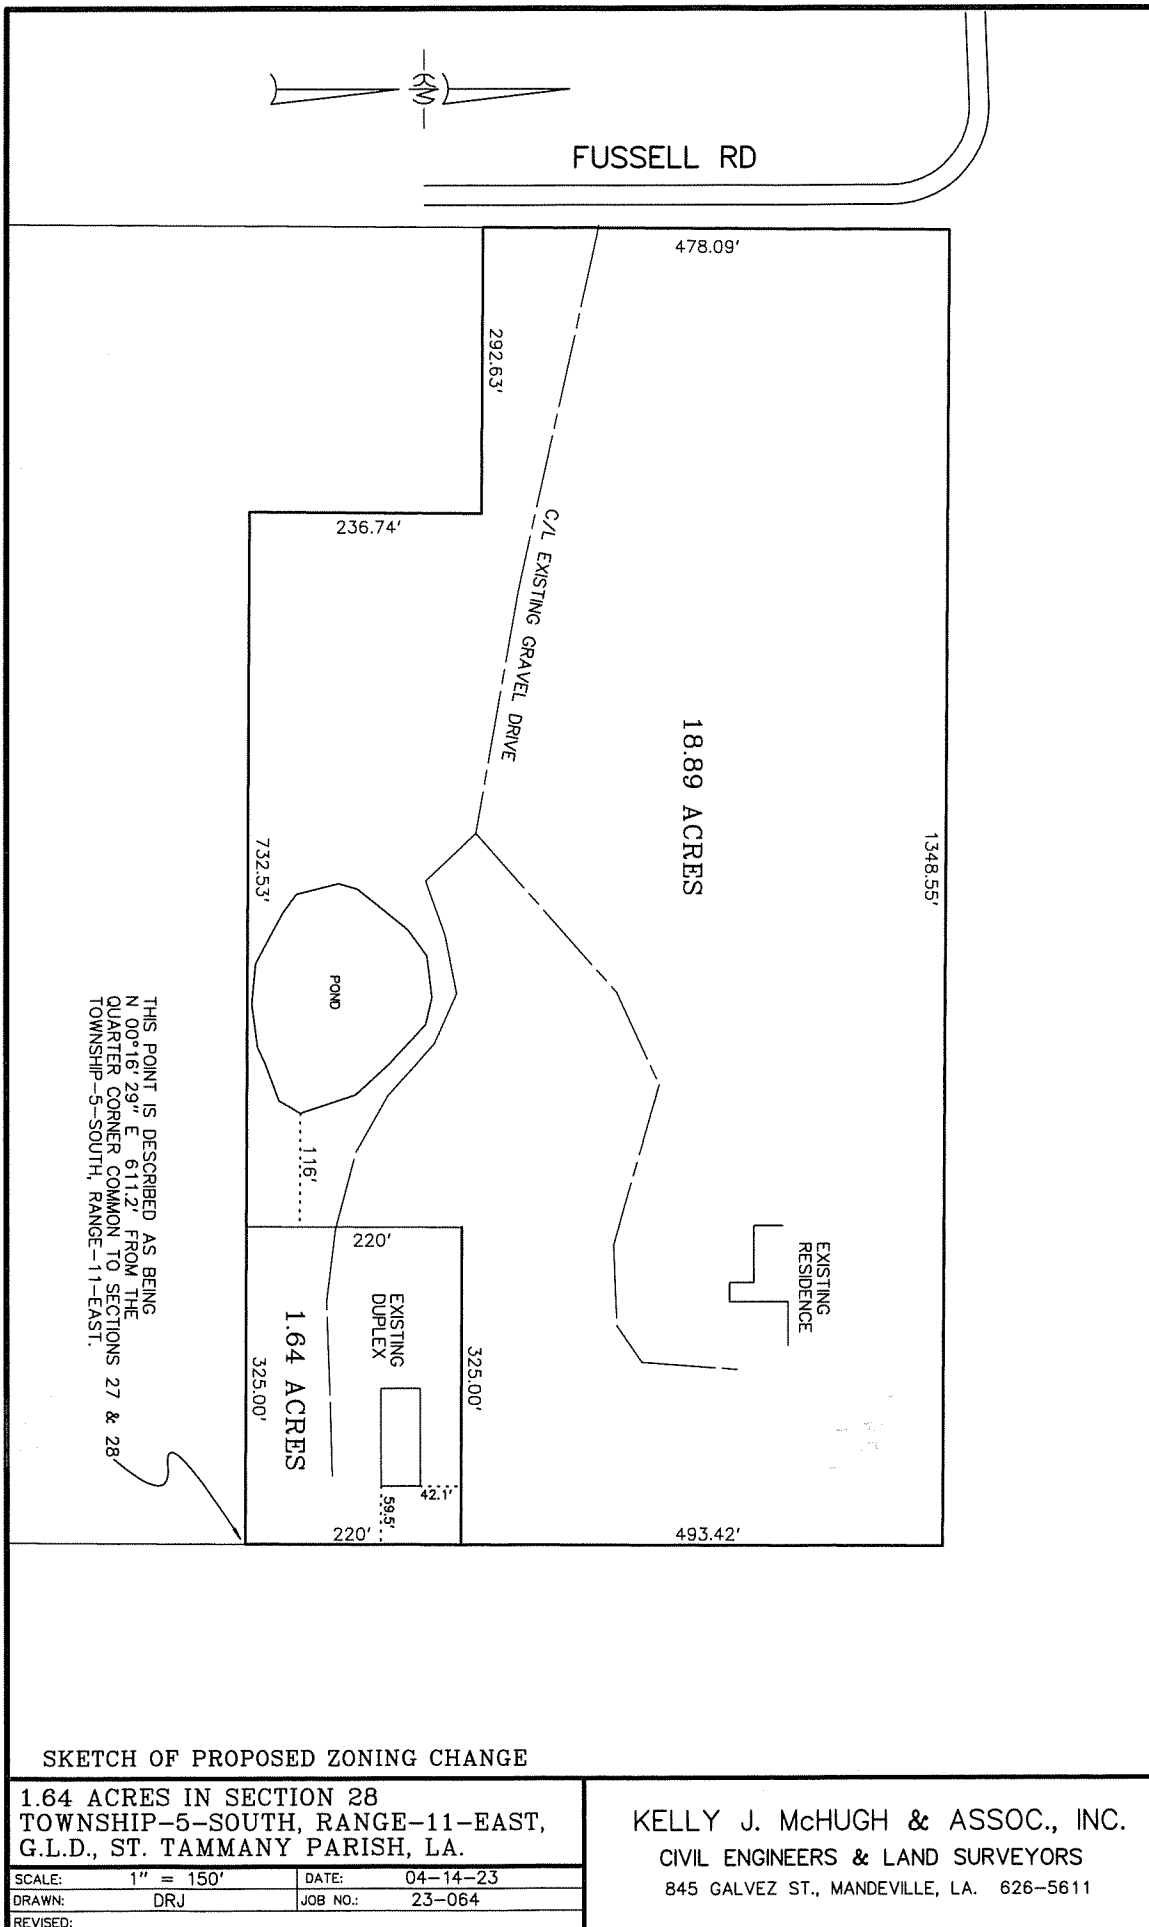 KM
FUSSELL RD
478.09'
292.63'
236.74'
C/L EXISTING GRAVEL DRIVE
18.89 ACRES
1348.55'
732.53'
POND
116'
THIS POINT IS DESCRIBED AS BEING
N 00°16'29" E 611.2' FROM THE
QUARTER CORNER COMMON TO SECTIONS 27 & 28
TOWNSHIP-5-SOUTH, RANGE-11-EAST.
220'
EXISTING
RESIDENCE
EXISTING
DUPLEX
1.64 ACRES
325.00'
325.00'
42.1'
59.5'
220'
493.42'
SKETCH OF PROPOSED ZONING CHANGE
1.64 ACRES IN SECTION 28
TOWNSHIP-5-SOUTH, RANGE-11-EAST,
G.L.D., ST. TAMMANY PARISH, LA.
SCALE: 1" = 150' DATE: 04-14-23
DRAWN: DRJ JOB NO.: 23-064
REVISED:
KELLY J. McHUGH & ASSOC., INC.
CIVIL ENGINEERS & LAND SURVEYORS
845 GALVEZ ST., MANDEVILLE, LA. 626-5611